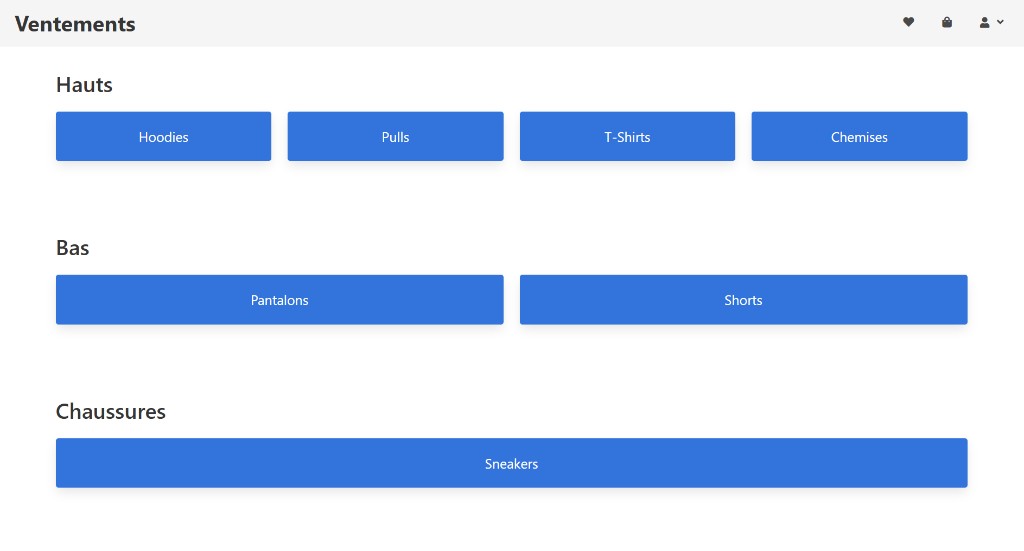 Ventements
Hauts
Hoodies
Pulls
T-Shirts
Chemises
Bas
Pantalons
Shorts
Chaussures
Sneakers